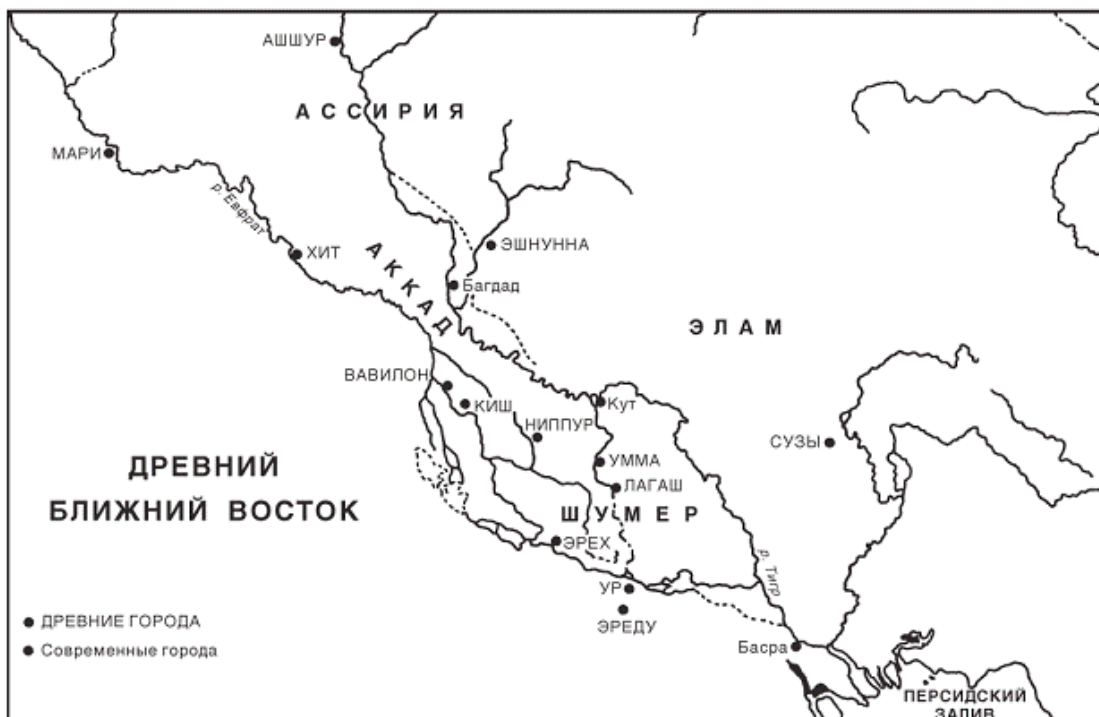 АШШУР
АССИРИЯ
МАРИ
р. Евфрат
ХИТ
АККАД
ЭШНУННА
Багдад
ЭЛАМ
ВАВИЛОН
КИШ
НИППУР
Кут
СУЗЫ
УММА
ЛАГАШ
ДРЕВНИЙ
БЛИЖНИЙ ВОСТОК
ШУМЕР
ЭРЕХ
р. Тигр
УР
ЭРЕДУ
ДРЕВНИЕ ГОРОДА
Современные города
Басра
ПЕРСИДСКИЙ
ЗАЛИВ